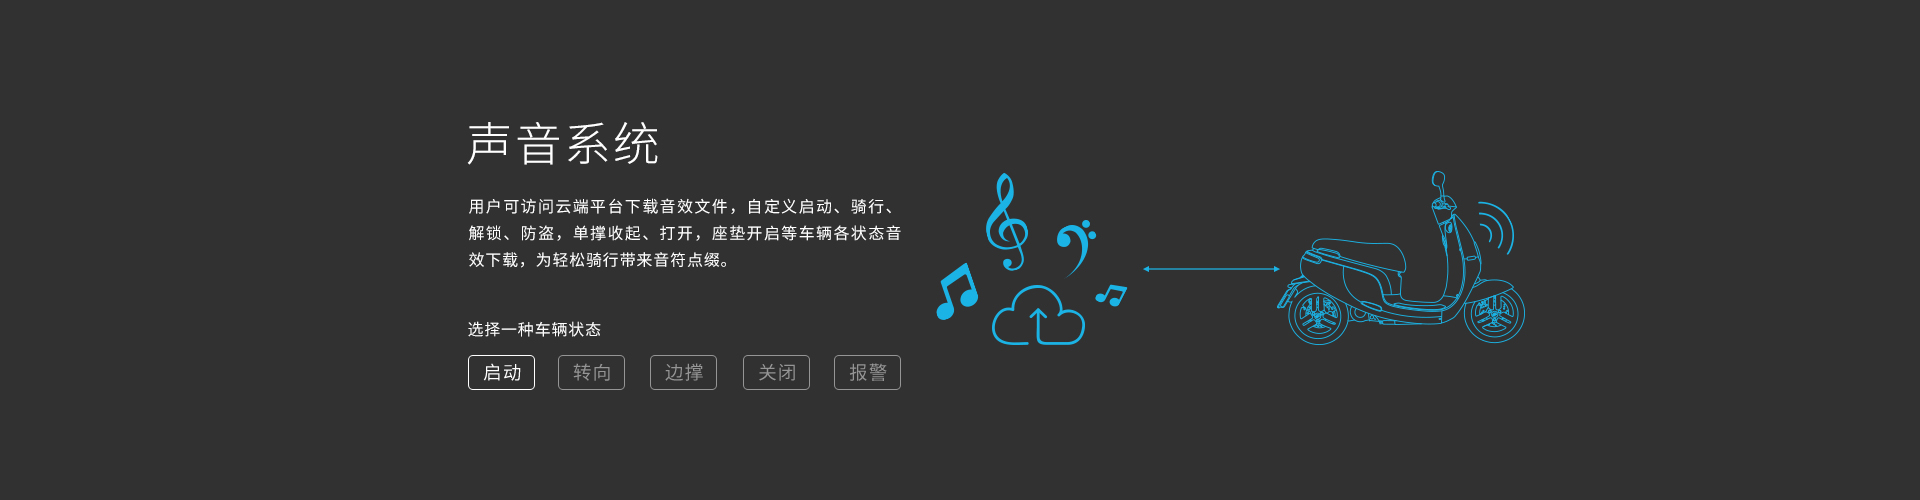 声音系统
用户可访问云端平台下载音效文件，自定义启动、骑行、
解锁、防盗，单撑收起、打开，座垫开启等车辆各状态音
效下载，为轻松骑行带来音符点缀。
选择一种车辆状态
启动 转向 边撑 关闭 报警